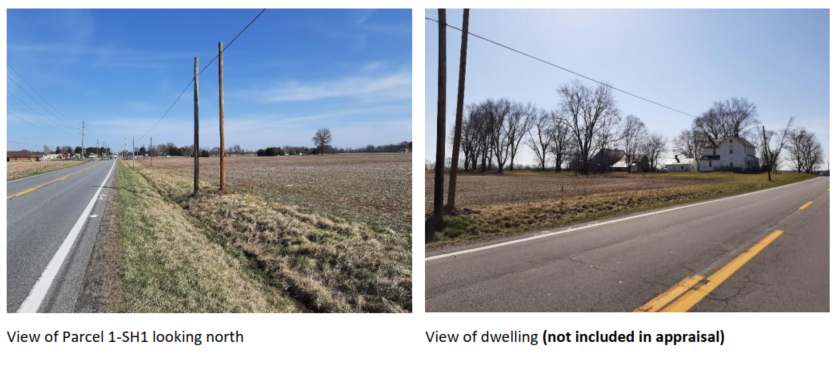 View of Parcel 1-SH1 looking north
View of dwelling (not included in appraisal)